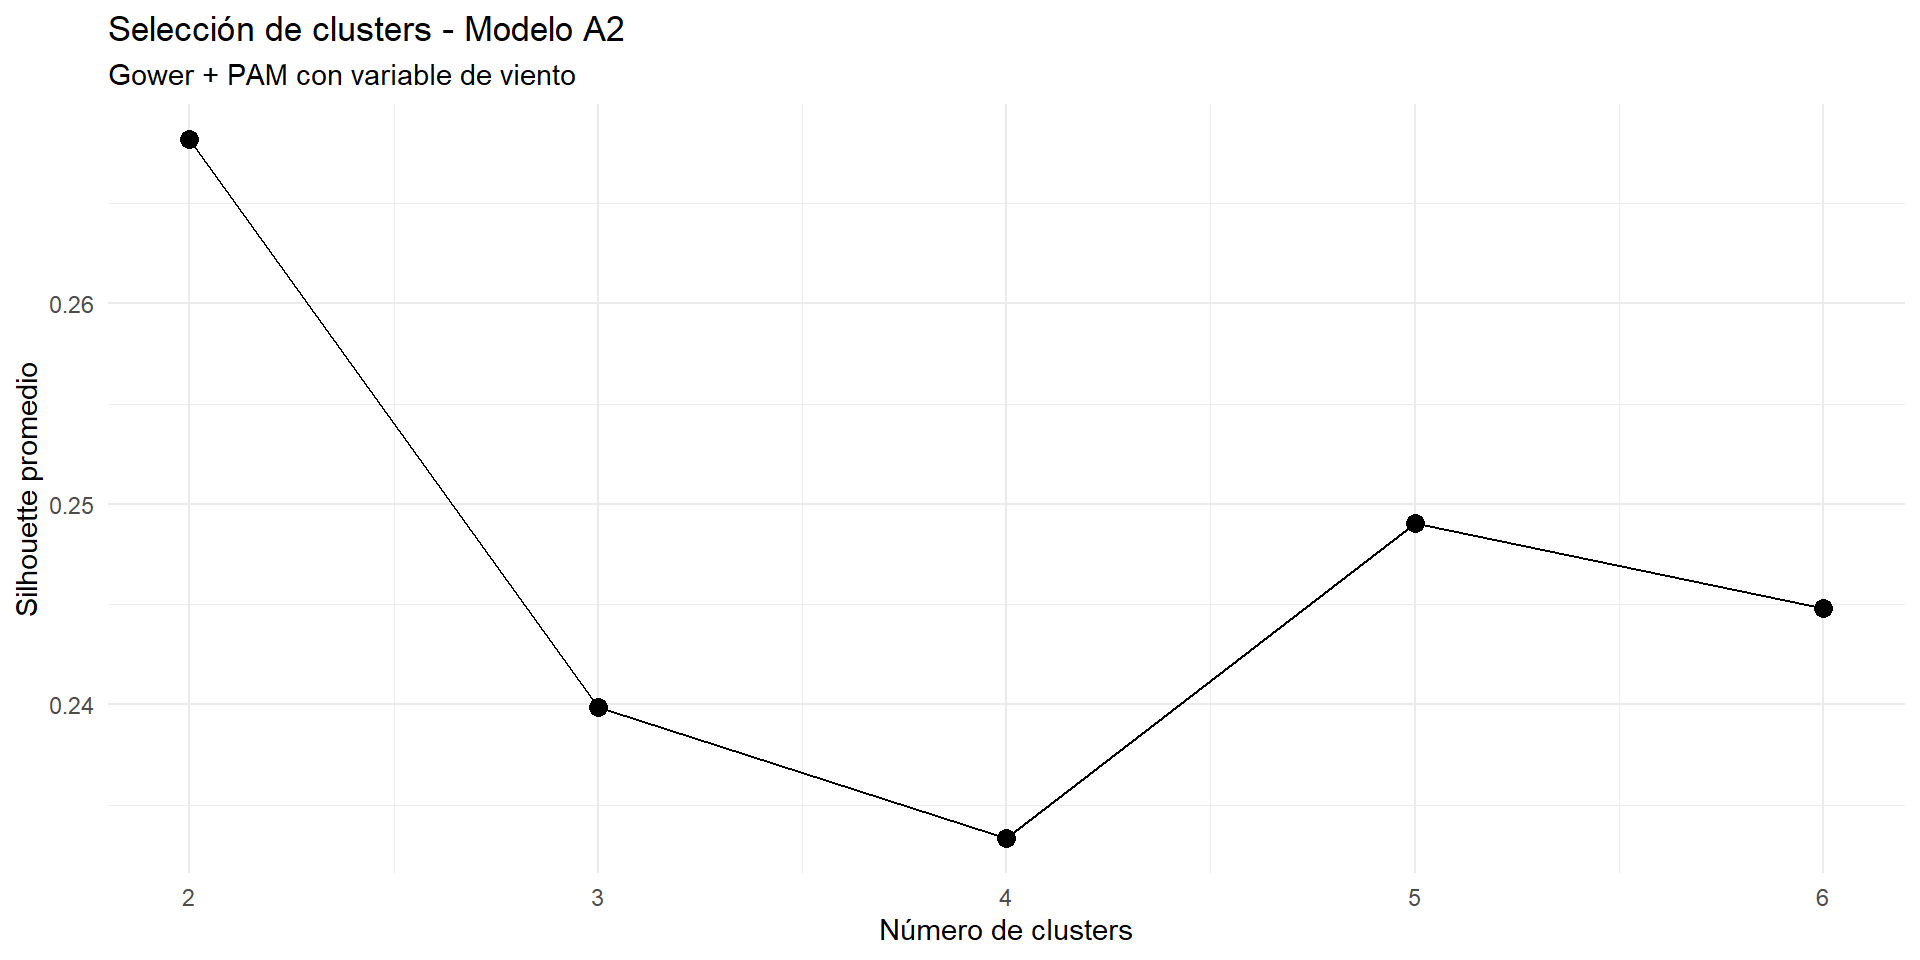 Selección de clusters - Modelo A2
Gower + PAM con variable de viento
Silhouette promedio
0.26
0.25
0.24
2 3 4 5 6
Número de clusters